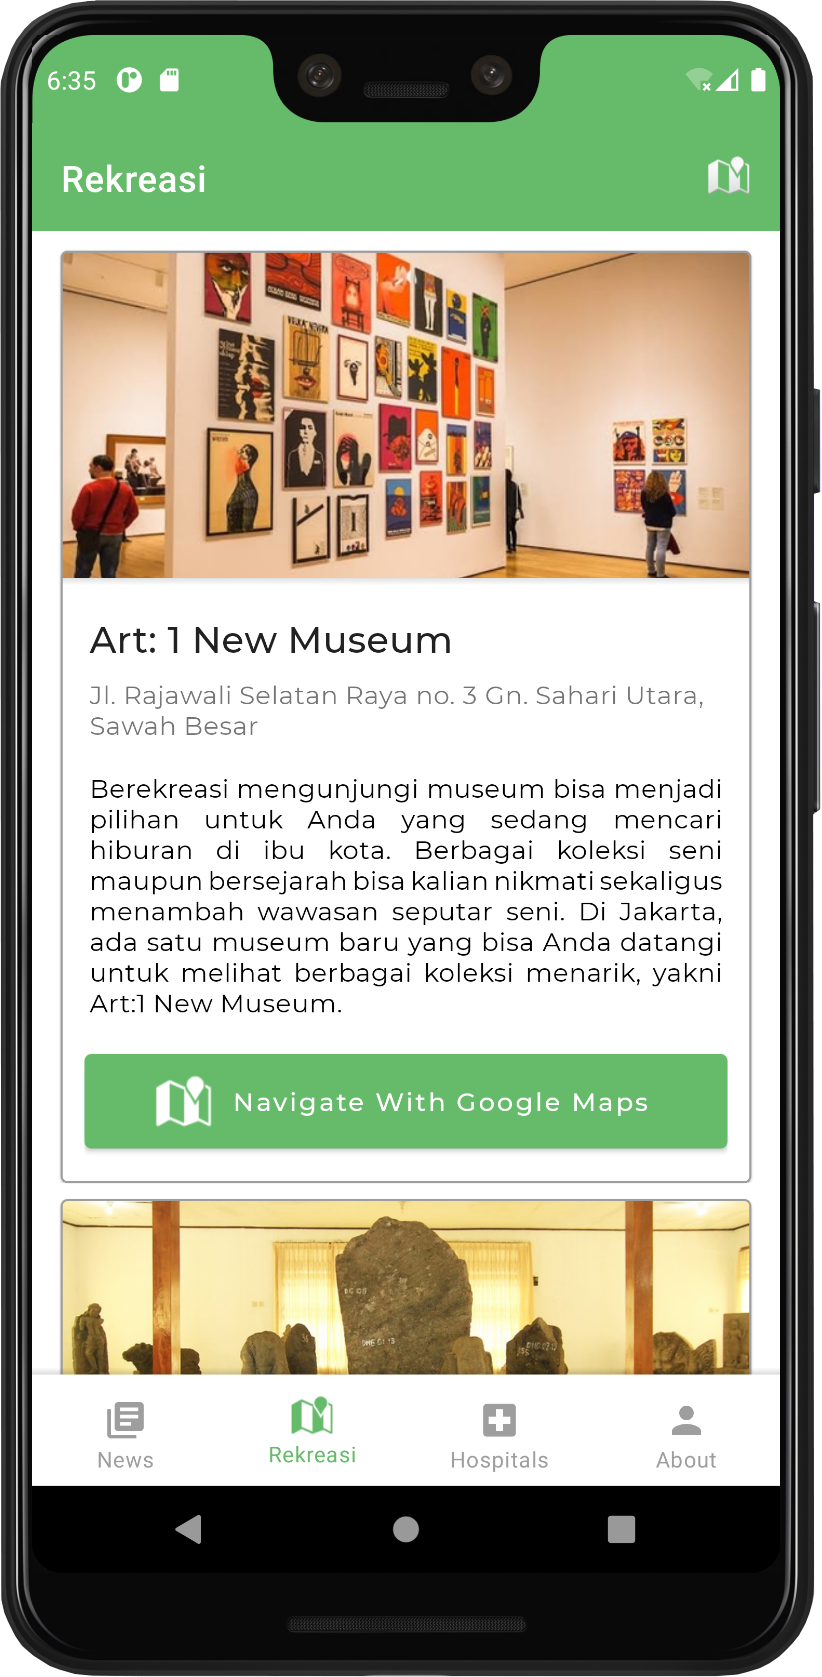 6:35
Rekreasi
Art: 1 New Museum
Jl. Rajawali Selatan Raya no. 3 Gn. Sahari Utara,
Sawah Besar
Berekreasi mengunjungi museum bisa menjadi
pilihan untuk Anda yang sedang mencari
hiburan di ibu kota. Berbagai koleksi seni
maupun bersejarah bisa kalian nikmati sekaligus
menambah wawasan seputar seni. Di Jakarta,
ada satu museum baru yang bisa Anda datangi
untuk melihat berbagai koleksi menarik, yakni
Art:1 New Museum.
Navigate With Google Maps
News
Rekreasi
Hospitals
About